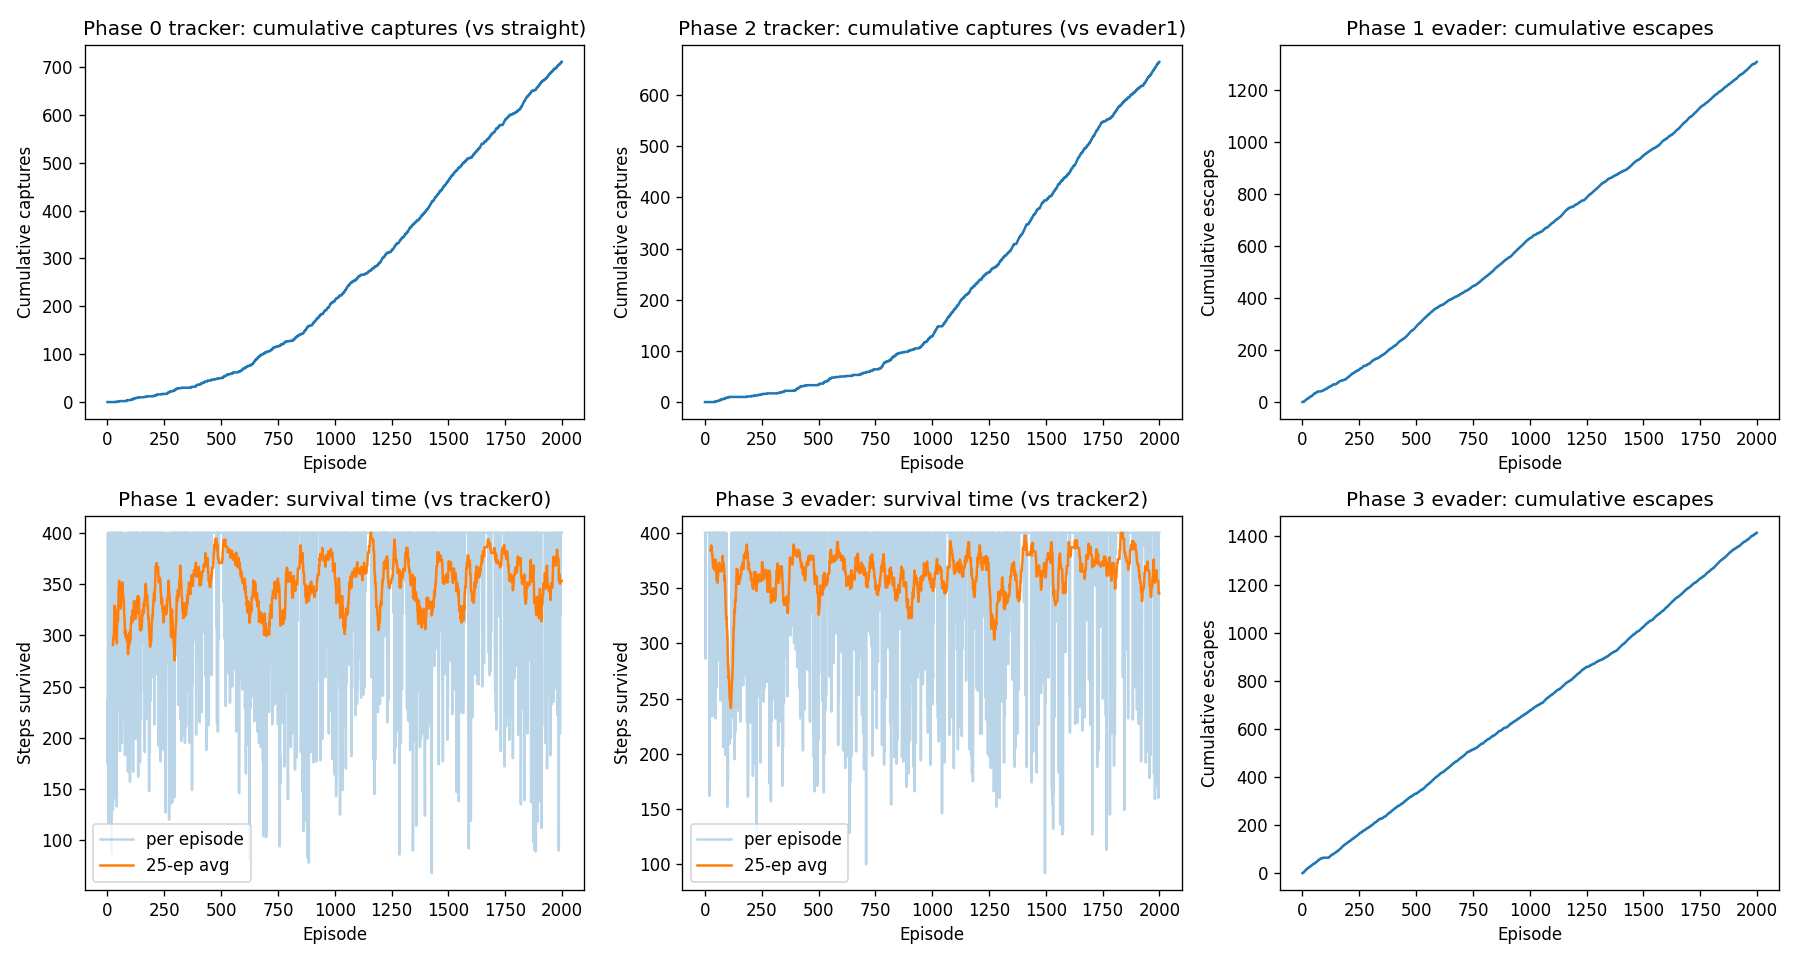 Phase 0 tracker: cumulative captures (vs straight)
Cumulative captures
700
600
500
400
300
200
100
0
0 250 500 750 1000 1250 1500 1750 2000
Episode
Phase 2 tracker: cumulative captures (vs evader1)
Cumulative captures
600
500
400
300
200
100
0
0 250 500 750 1000 1250 1500 1750 2000
Episode
Phase 1 evader: cumulative escapes
Cumulative escapes
1200
1000
800
600
400
200
0
0 250 500 750 1000 1250 1500 1750 2000
Episode
Phase 1 evader: survival time (vs tracker0)
Steps survived
400
350
300
250
200
150
100
per episode
25-ep avg
0 250 500 750 1000 1250 1500 1750 2000
Episode
Phase 3 evader: survival time (vs tracker2)
Steps survived
400
350
300
250
200
150
100
per episode
25-ep avg
0 250 500 750 1000 1250 1500 1750 2000
Episode
Phase 3 evader: cumulative escapes
Cumulative escapes
1400
1200
1000
800
600
400
200
0
0 250 500 750 1000 1250 1500 1750 2000
Episode